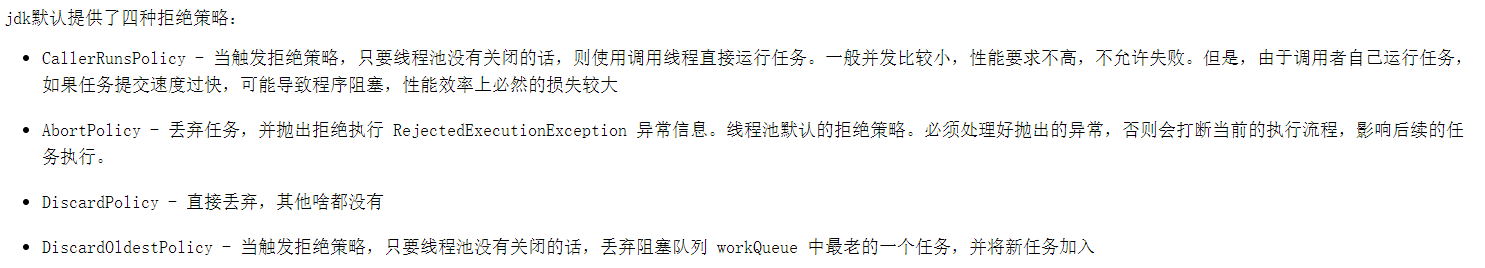 jdk默认提供了四种拒绝策略：
CallerRunsPolicy - 当触发拒绝策略，只要线程池没有关闭的话，则使用调用线程直接运行任务。一般并发比较小，性能要求不高，不允许失败。但是，由于调用者自己运行任务，
如果任务提交速度过快，可能导致程序阻塞，性能效率上必然的损失较大
AbortPolicy - 丢弃任务，并抛出拒绝执行 RejectedExecutionException 异常信息。线程池默认的拒绝策略。必须处理好抛出的异常，否则会打断当前的执行流程，影响后续的任
务执行。
DiscardPolicy - 直接丢弃，其他啥都没有
DiscardOldestPolicy - 当触发拒绝策略，只要线程池没有关闭的话，丢弃阻塞队列 workQueue 中最老的一个任务，并将新任务加入